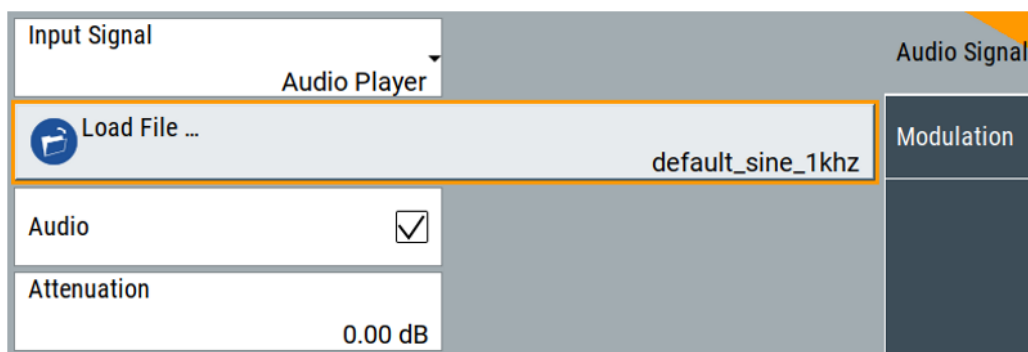 Input Signal
Audio Player
Load File ...
default_sine_1khz
Audio
Attenuation
0.00 dB
Audio Signal
Modulation